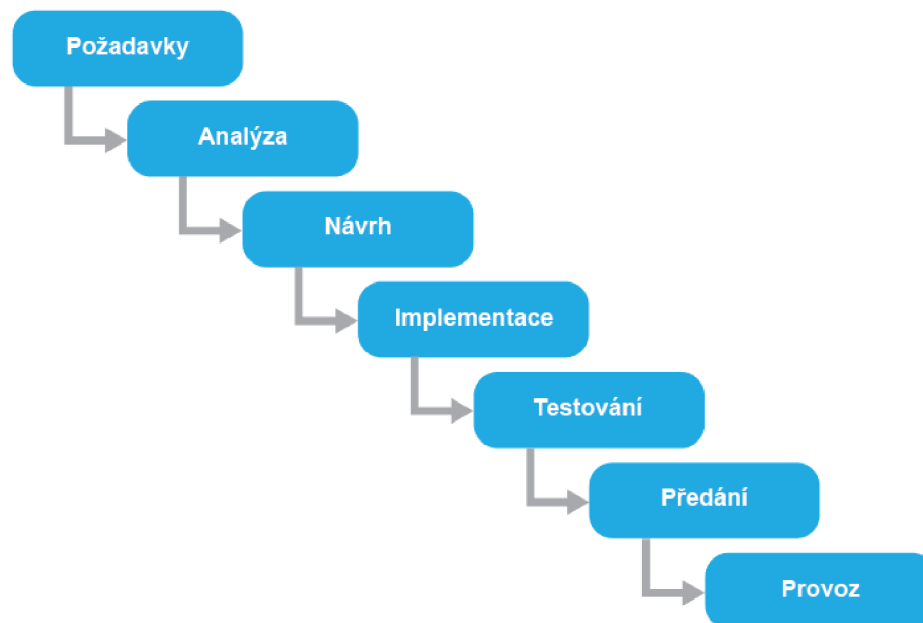 Požadavky
Analýza
Návrh
Implementace
Testování
Předání
Provoz